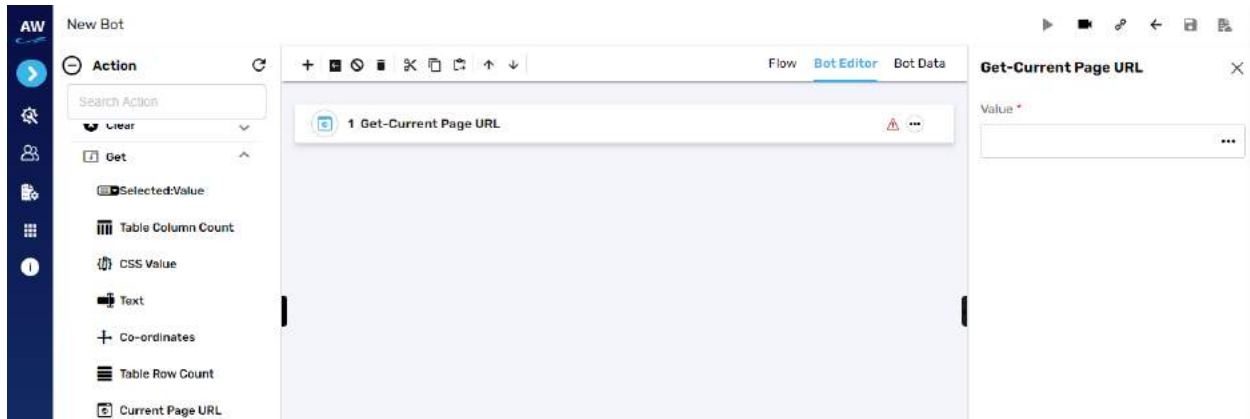 AW
New Bot
Action
Search Action
Clear
Get
Selected:Value
Table Column Count
CSS Value
Text
Co-ordinates
Table Row Count
Current Page URL
Flow Bot Editor Bot Data
1 Get-Current Page URL
Get-Current Page URL
Value *